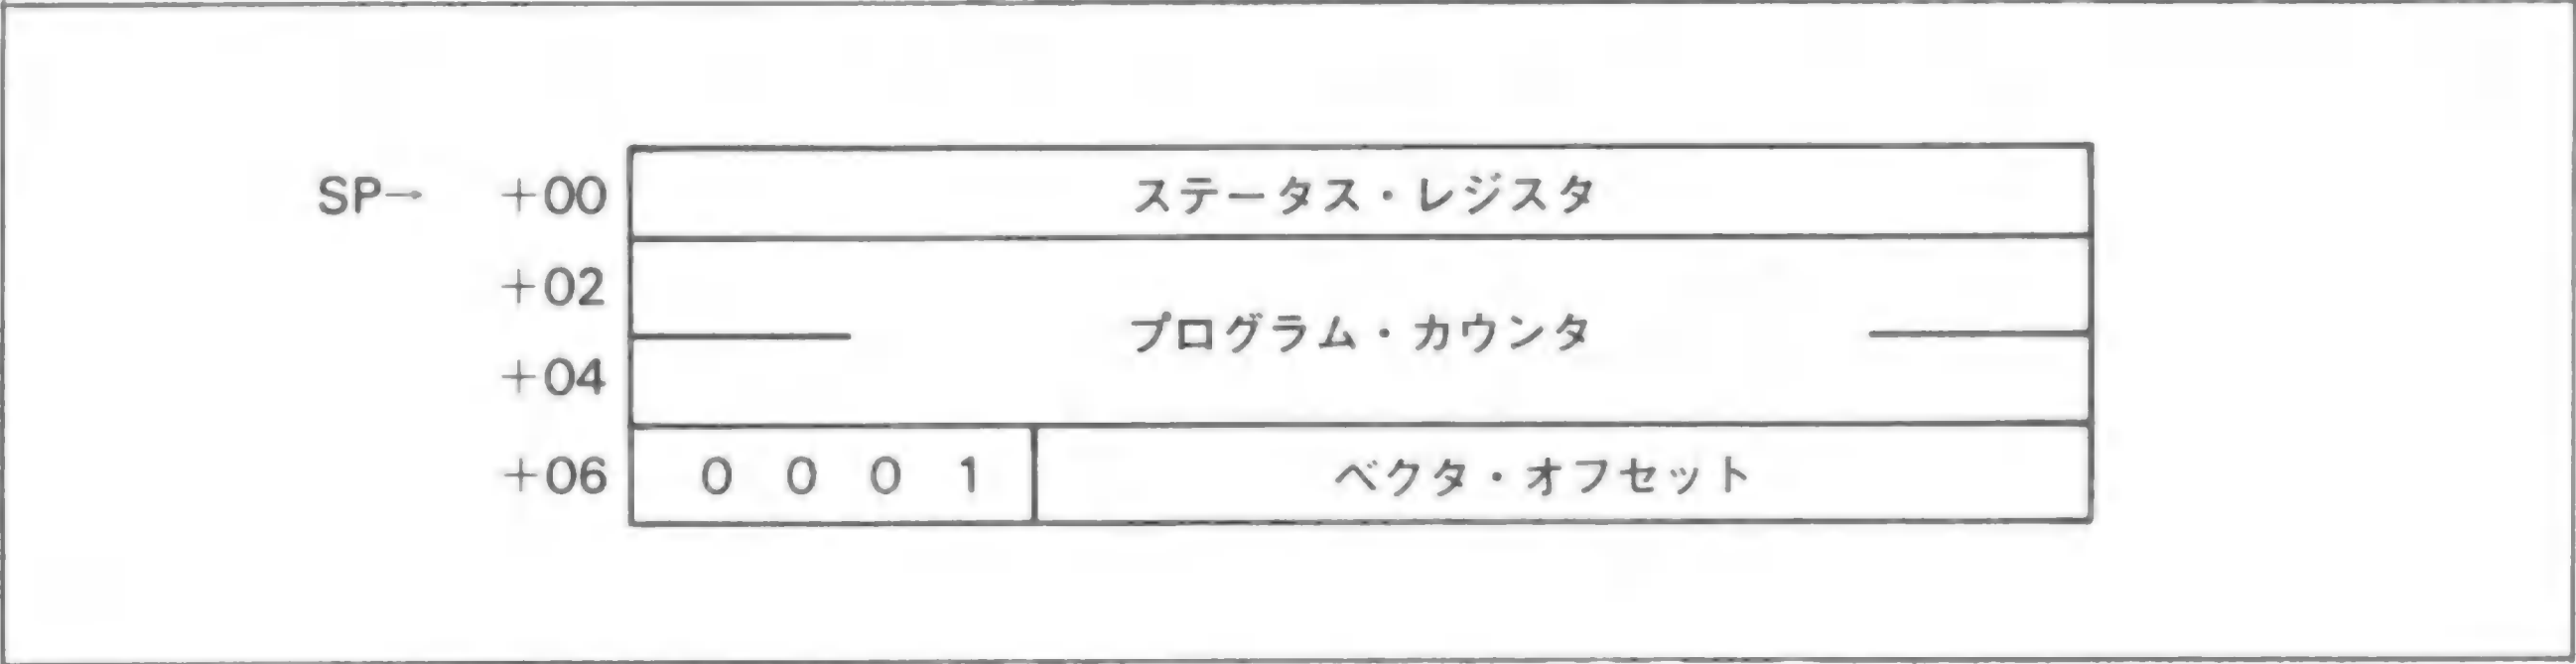 SP→ +00 ステータス・レジスタ
+02
プログラム・カウンタ
+04
+06 0 0 0 1 ベクタ・オフセット